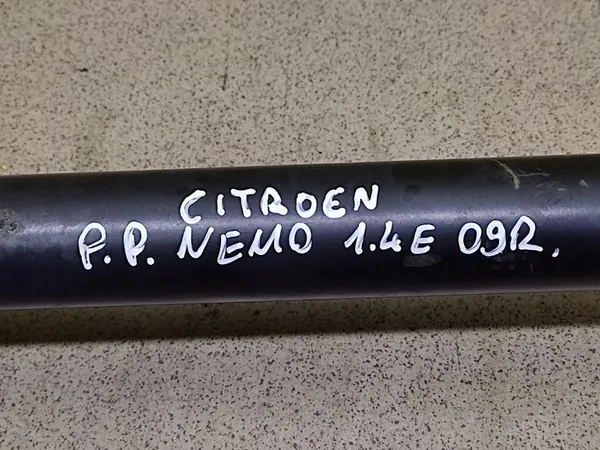 CITROEN
P.P. NEMO 1.4E 09R.